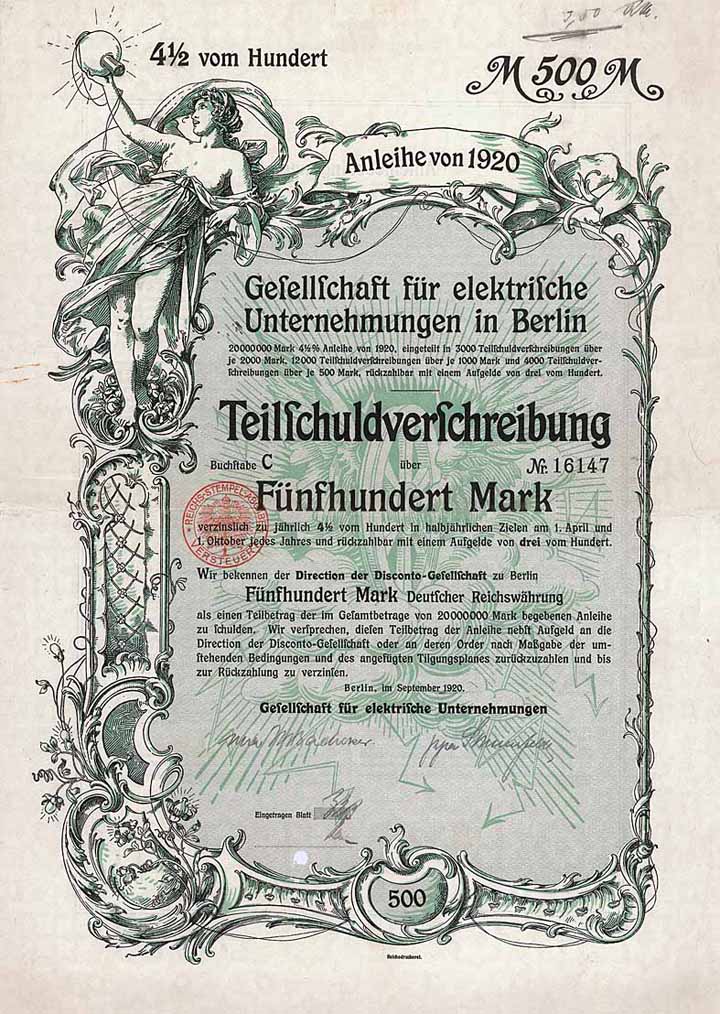 4½ vom Hundert
M 500 M
Anleihe von 1920
Geſellſchaft für elektriſche
Unternehmungen in Berlin
20000000 Mark 4½% Anleihe von 1920, eingeteilt in 3000 Teilſchuldverſchreibungen über
je 2000 Mark, 12000 Teilſchuldverſchreibungen über je 1000 Mark und 4000 Teilſchuldver-
ſchreibungen über je 500 Mark, rückzahlbar mit einem Aufgelde von drei vom Hundert.
Teilſchuldverſchreibung
Buchſtabe C über Nr. 16147
Fünfhundert Mark
verzinslich zu jährlich 4½ vom Hundert in halbjährlichen Zielen am 1. April und
1. Oktober jedes Jahres und rückzahlbar mit einem Aufgelde von drei vom Hundert.
REICHS-STEMPELABGABE
VERSTEUERT
Wir bekennen der Direction der Disconto-Geſellſchaft zu Berlin
Fünfhundert Mark Deutſcher Reichswährung
als einen Teilbetrag der im Geſamtbetrage von 20000000 Mark begebenen Anleihe
zu ſchulden. Wir verſprechen, dieſen Teilbetrag der Anleihe nebſt Aufgeld an die
Direction der Disconto-Geſellſchaft oder an deren Order nach Maßgabe der um-
ſtehenden Bedingungen und des angefügten Tilgungsplanes zurückzuzahlen und bis
zur Rückzahlung zu verzinſen.
Berlin, im September 1920.
Geſellſchaft für elektriſche Unternehmungen
Eingetragen Blatt
500
Reichsdruckerei.